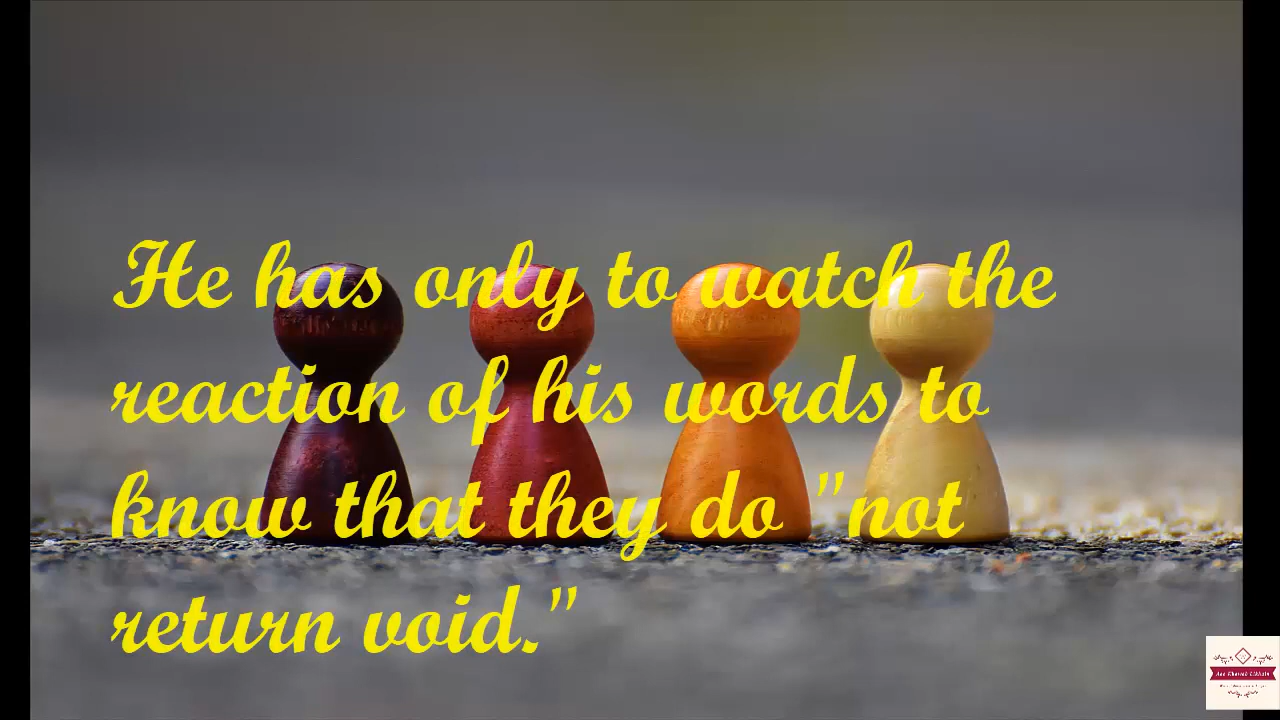 He has only to watch the
reaction of his words to
know that they do "not
return void."